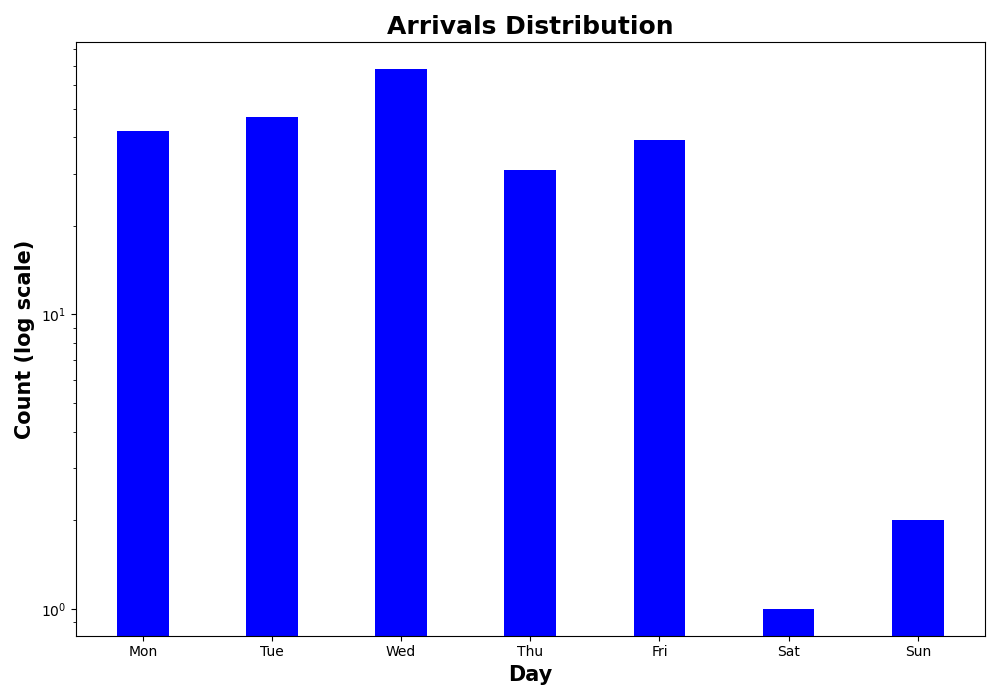 Arrivals Distribution
Count (log scale)
10¹
10⁰
Mon Tue Wed Thu Fri Sat Sun
Day